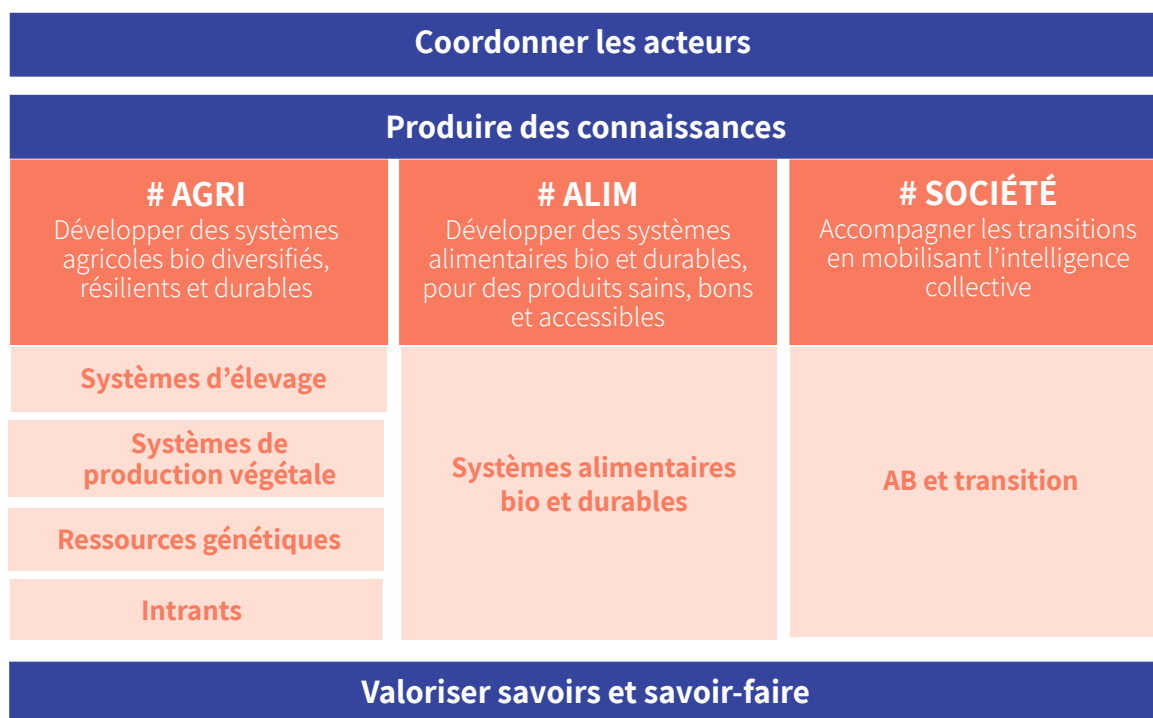 Coordonner les acteurs
Produire des connaissances
# AGRI
Développer des systèmes
agricoles bio diversifiés,
résilients et durables
# ALIM
Développer des systèmes
alimentaires bio et durables,
pour des produits sains, bons
et accessibles
# SOCIÉTÉ
Accompagner les transitions
en mobilisant l’intelligence
collective
Systèmes d’élevage
Systèmes de
production végétale
Ressources génétiques
Intrants
Systèmes alimentaires
bio et durables
AB et transition
Valoriser savoirs et savoir-faire